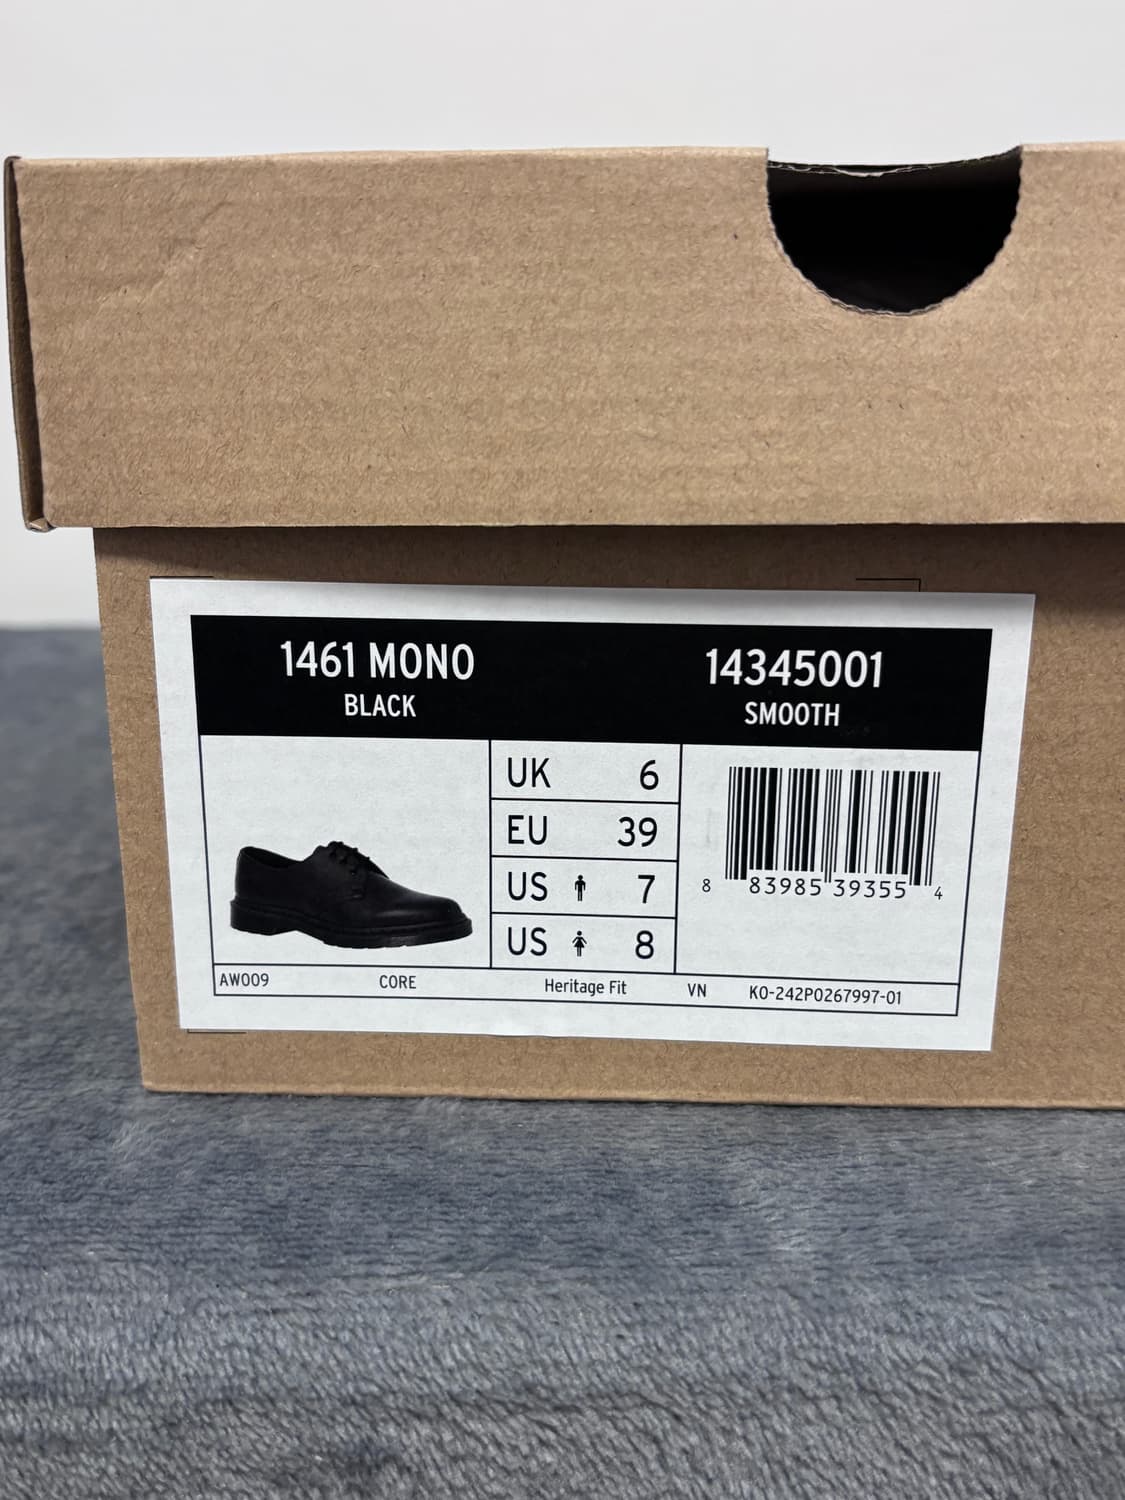 1461 MONO
BLACK
14345001
SMOOTH
UK 6
EU 39
US 7
US 8
8 83985 39355 4
AW009 CORE Heritage Fit VN KO-242P0267997-01